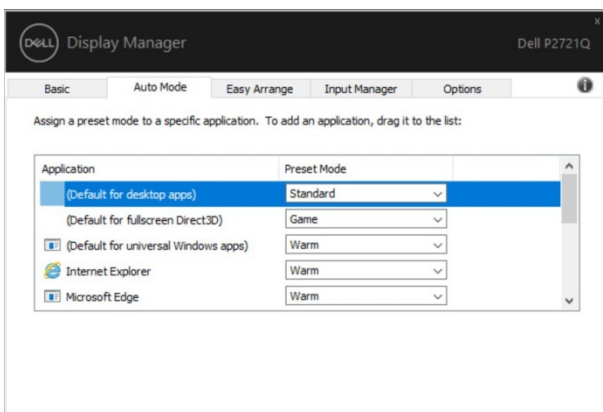 x
DELL Display Manager
Dell P2721Q
Basic Auto Mode Easy Arrange Input Manager Options
Assign a preset mode to a specific application. To add an application, drag it to the list:
Application Preset Mode
(Default for desktop apps) Standard
(Default for fullscreen Direct3D) Game
(Default for universal Windows apps) Warm
Internet Explorer Warm
Microsoft Edge Warm